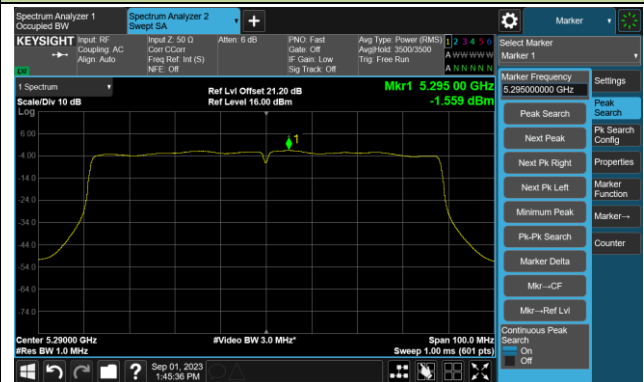 Spectrum Analyzer 1
Occupied BW
Spectrum Analyzer 2
Swept SA
Marker
KEYSIGHT
Input: RF
Coupling: AC
Align: Auto
Input Z: 50 Ω
Corr CCorr
Freq Ref: Int (S)
NFE: Off
Atten: 6 dB
PNO: Fast
Gate: Off
IF Gain: Low
Sig Track: Off
Avg Type: Power (RMS)
Avg|Hold: 3500/3500
Trig: Free Run
1 2 3 4 5 6
A W W W W W
A N N N N N
Select Marker
Marker 1
1 Spectrum
Scale/Div 10 dB
Ref Lvl Offset 21.20 dB
Ref Level 16.00 dBm
Mkr1 5.295 00 GHz
-1.559 dBm
Log
6.00
-4.00
-14.0
-24.0
-34.0
-44.0
-54.0
-64.0
-74.0
1
Center 5.29000 GHz
#Res BW 1.0 MHz
#Video BW 3.0 MHz*
Span 100.0 MHz
Sweep 1.00 ms (601 pts)
Marker Frequency
5.295000000 GHz
Peak Search
Next Peak
Next Pk Right
Next Pk Left
Minimum Peak
Pk-Pk Search
Marker Delta
Mkr→CF
Mkr→Ref Lvl
Continuous Peak
Search
On
Off
Settings
Peak
Search
Pk Search
Config
Properties
Marker
Function
Marker→
Counter
?
Sep 01, 2023
1:45:36 PM